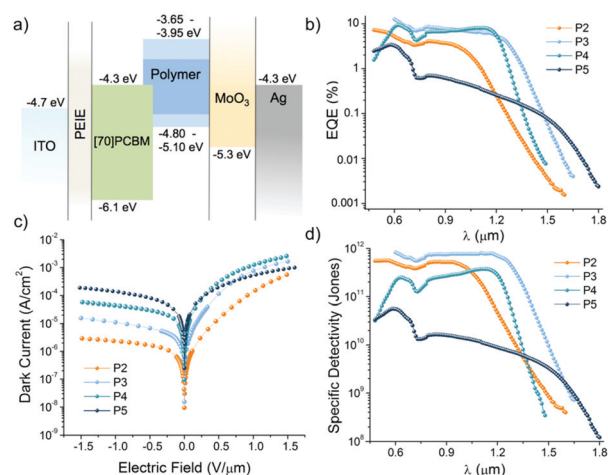 a)
-3.65 -
-3.95 eV
-4.7 eV
ITO
PEIE
-4.3 eV
[70]PCBM
-6.1 eV
Polymer
-4.80 -
-5.10 eV
MoO3
-5.3 eV
-4.3 eV
Ag
b)
EQE (%)
10
1
0.1
0.01
0.001
P2
P3
P4
P5
0.6 0.9 1.2 1.5 1.8
λ (μm)
c)
Dark Current (A/cm²)
10⁻²
10⁻³
10⁻⁴
10⁻⁵
10⁻⁶
10⁻⁷
10⁻⁸
10⁻⁹
P2
P3
P4
P5
-1.5 -1.0 -0.5 0.0 0.5 1.0 1.5
Electric Field (V/μm)
d)
Specific Detectivity (Jones)
10¹²
10¹¹
10¹⁰
10⁹
10⁸
P2
P3
P4
P5
0.6 0.9 1.2 1.5 1.8
λ (μm)